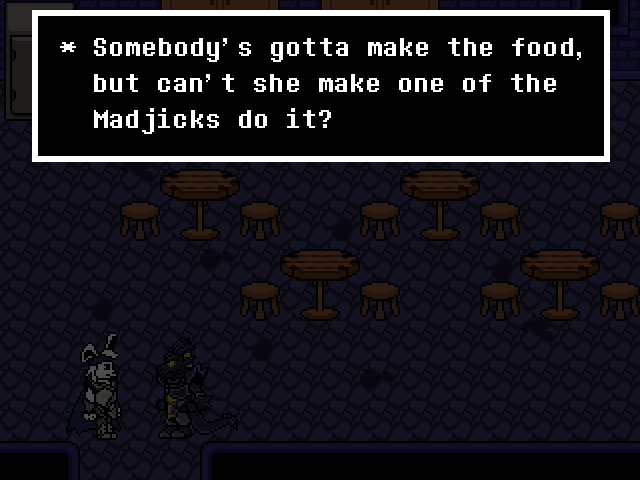 * Somebody's gotta make the food,
but can't she make one of the
Madjicks do it?